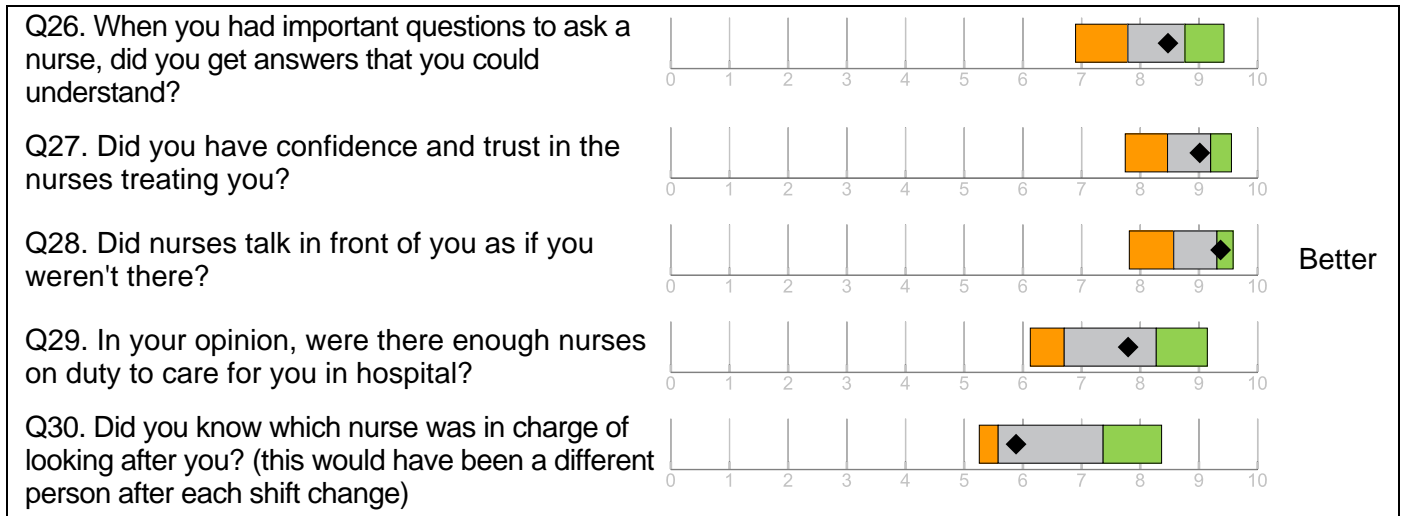 Q26. When you had important questions to ask a
nurse, did you get answers that you could
understand?
0 1 2 3 4 5 6 7 8 9 10
Q27. Did you have confidence and trust in the
nurses treating you?
0 1 2 3 4 5 6 7 8 9 10
Q28. Did nurses talk in front of you as if you
weren't there?
Better
0 1 2 3 4 5 6 7 8 9 10
Q29. In your opinion, were there enough nurses
on duty to care for you in hospital?
0 1 2 3 4 5 6 7 8 9 10
Q30. Did you know which nurse was in charge of
looking after you? (this would have been a different
person after each shift change)
0 1 2 3 4 5 6 7 8 9 10